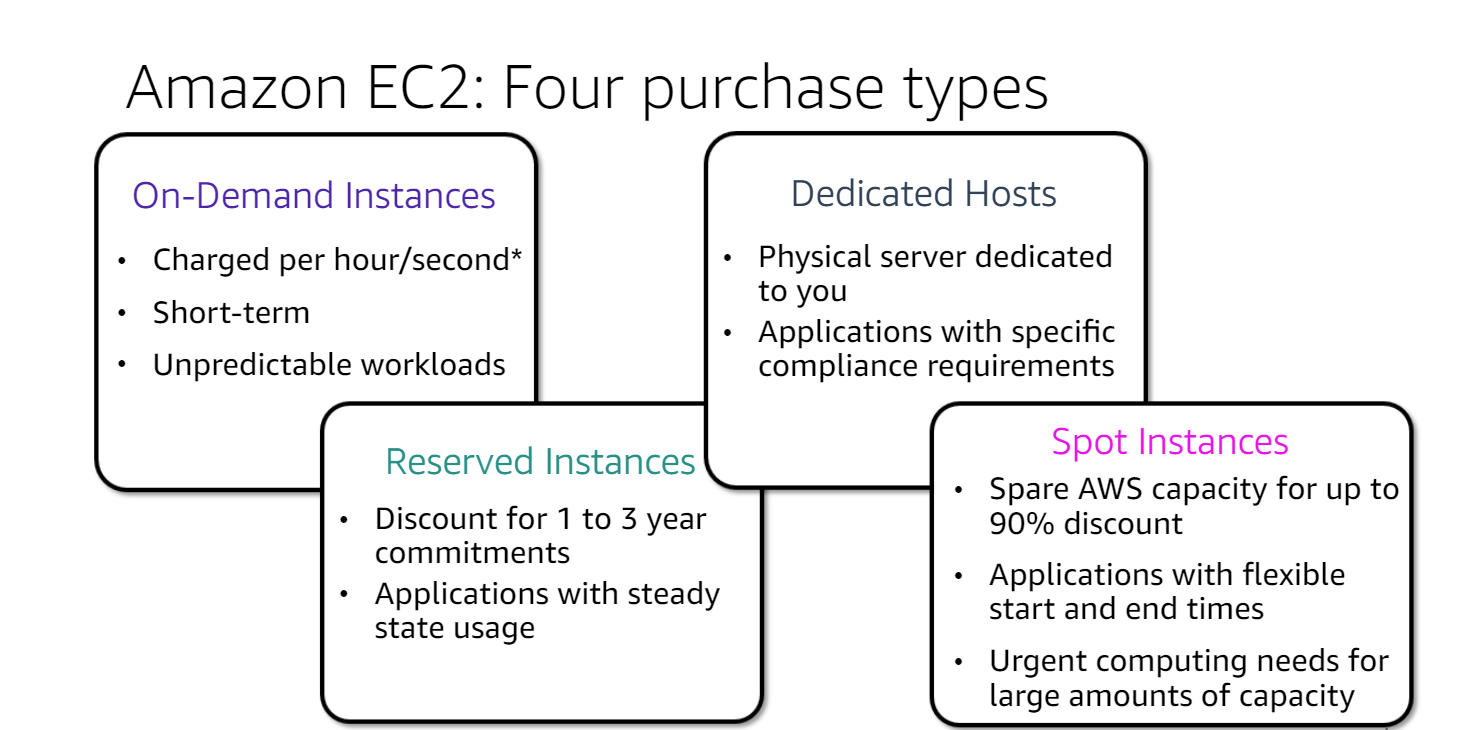 Amazon EC2: Four purchase types
On-Demand Instances
• Charged per hour/second*
• Short-term
• Unpredictable workloads
Reserved Instances
• Discount for 1 to 3 year
commitments
• Applications with steady
state usage
Dedicated Hosts
• Physical server dedicated
to you
• Applications with specific
compliance requirements
Spot Instances
• Spare AWS capacity for up to
90% discount
• Applications with flexible
start and end times
• Urgent computing needs for
large amounts of capacity